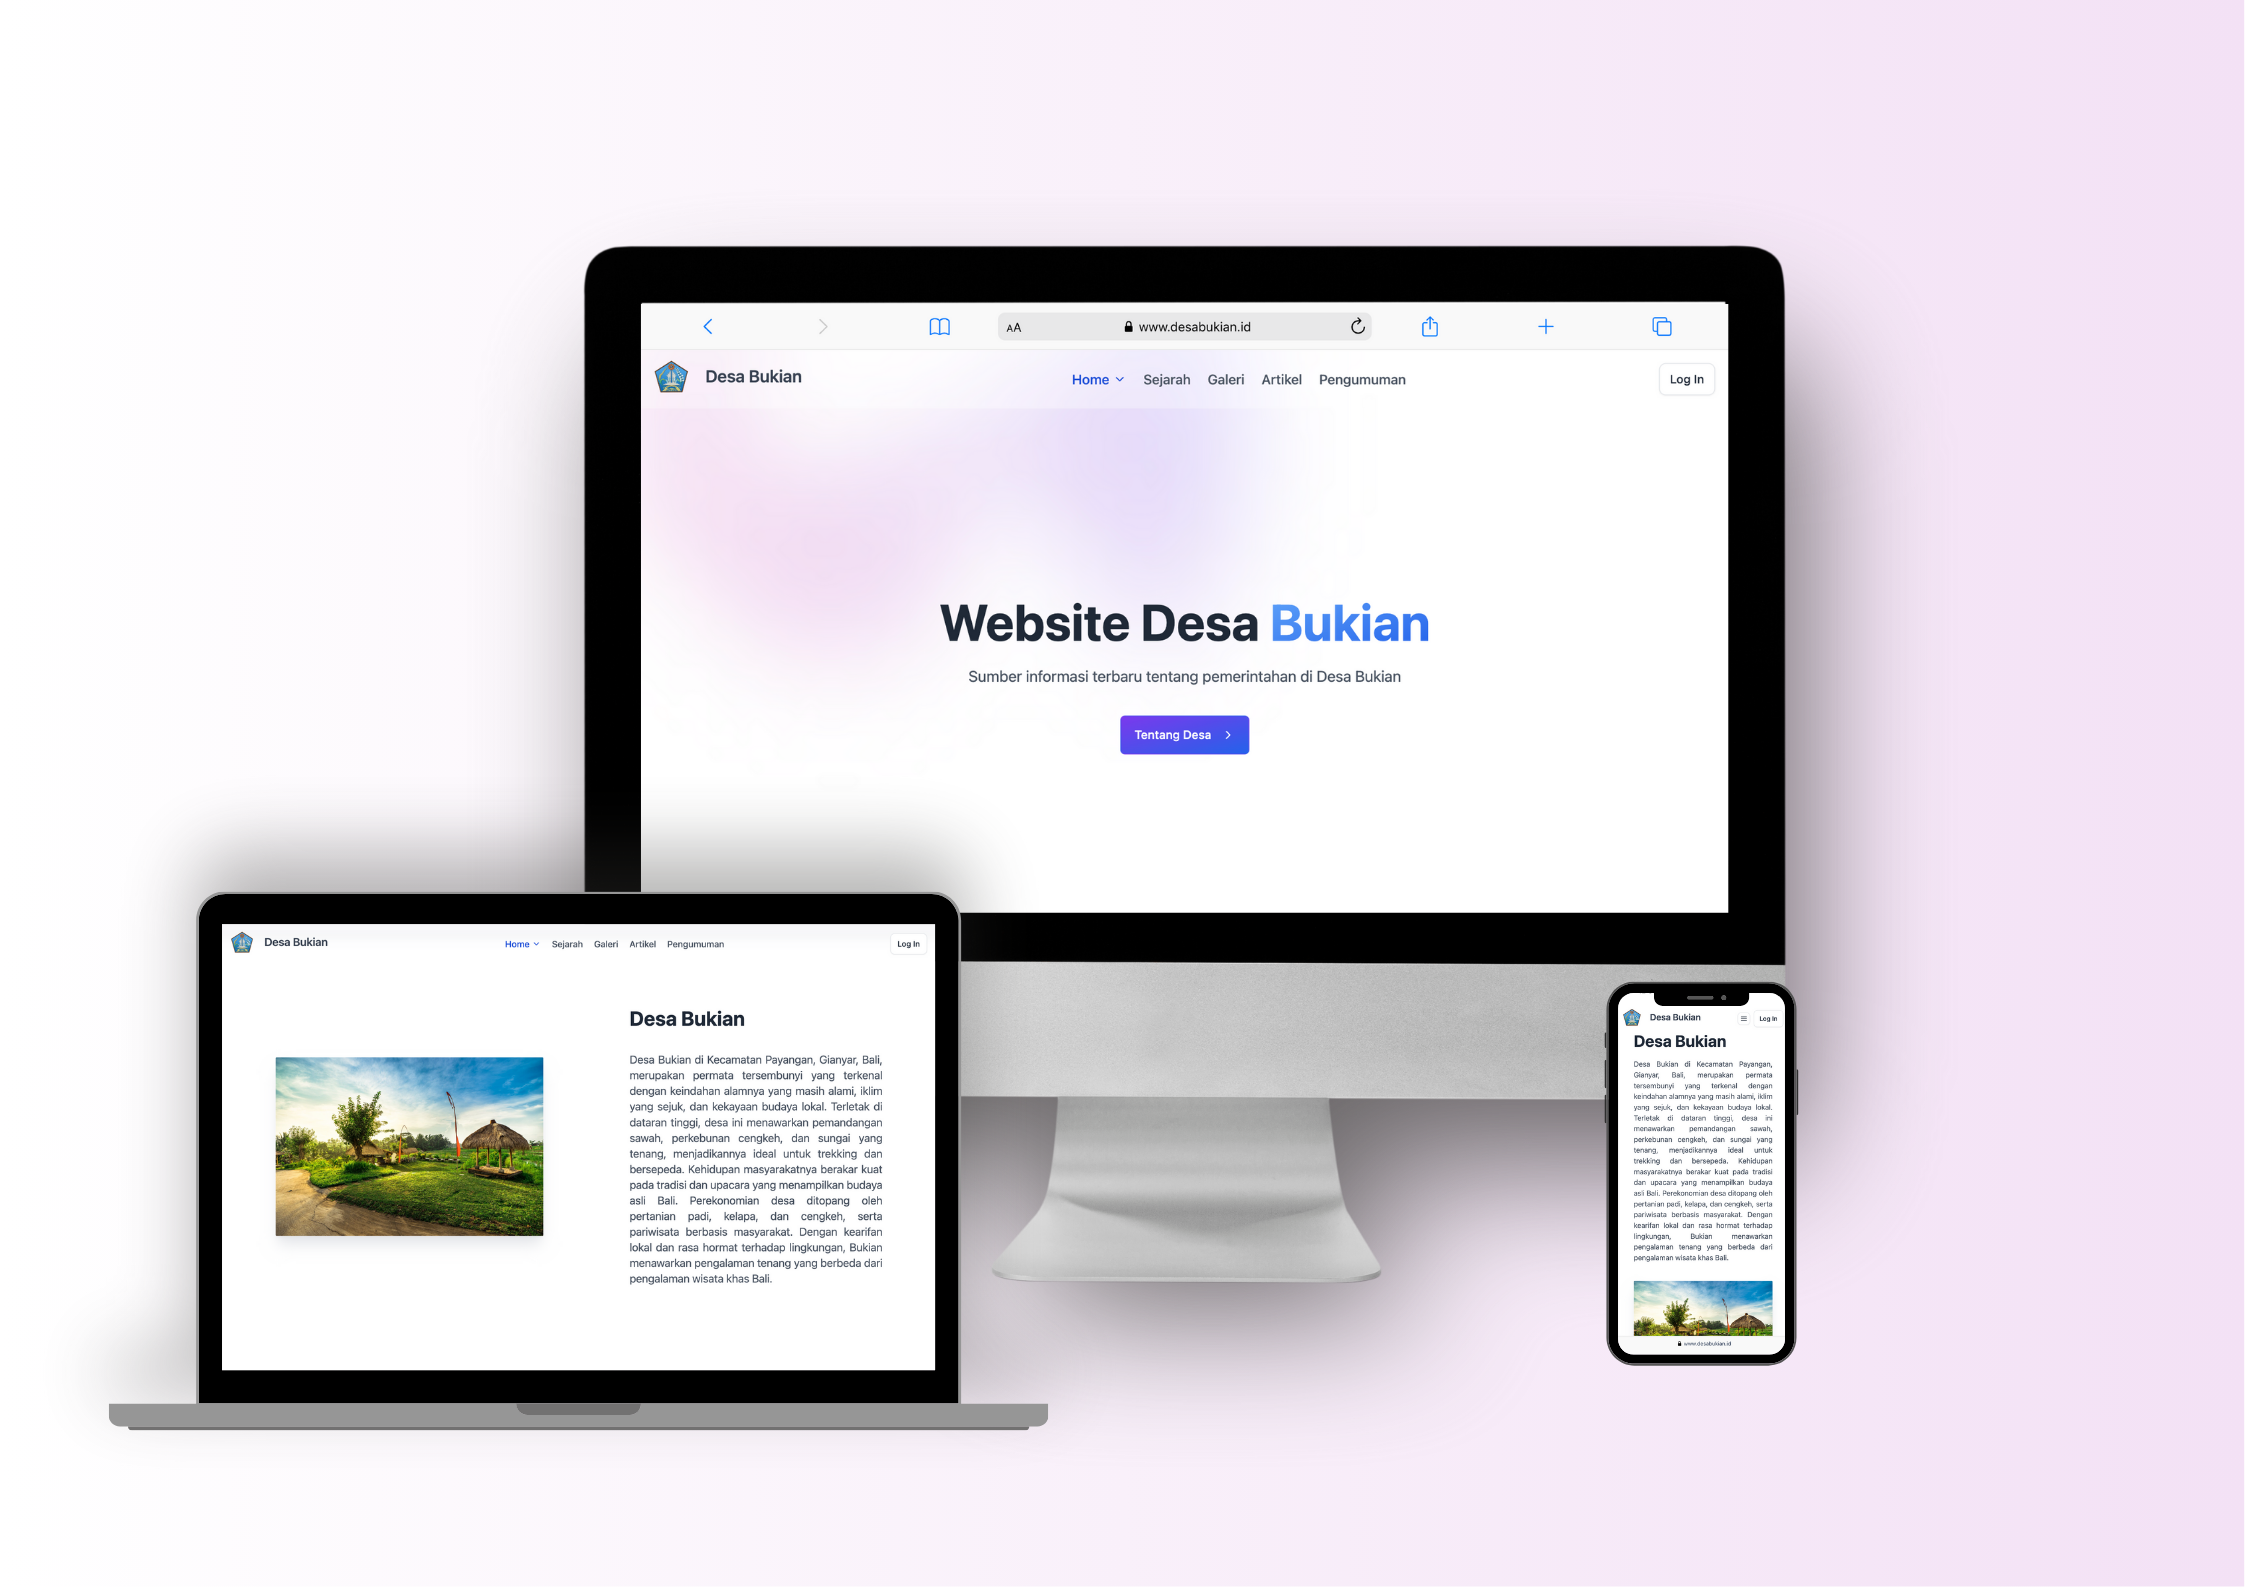 AA www.desabukian.id
Desa Bukian Home Sejarah Galeri Artikel Pengumuman Log In
Website Desa Bukian
Sumber informasi terbaru tentang pemerintahan di Desa Bukian
Tentang Desa
Desa Bukian Home Sejarah Galeri Artikel Pengumuman Log In
Desa Bukian
Desa Bukian di Kecamatan Payangan, Gianyar, Bali,
merupakan permata tersembunyi yang terkenal
dengan keindahan alamnya yang masih alami, iklim
yang sejuk, dan kekayaan budaya lokal. Terletak di
dataran tinggi, desa ini menawarkan pemandangan
sawah, perkebunan cengkeh, dan sungai yang
tenang, menjadikannya ideal untuk trekking dan
bersepeda. Kehidupan masyarakatnya berakar kuat
pada tradisi dan upacara yang menampilkan budaya
asli Bali. Perekonomian desa ditopang oleh
pertanian padi, kelapa, dan cengkeh, serta
pariwisata berbasis masyarakat. Dengan kearifan
lokal dan rasa hormat terhadap lingkungan, Bukian
menawarkan pengalaman tenang yang berbeda dari
pengalaman wisata khas Bali.
Desa Bukian Log In
Desa Bukian
Desa Bukian di Kecamatan Payangan,
Gianyar, Bali, merupakan permata
tersembunyi yang terkenal dengan
keindahan alamnya yang masih alami, iklim
yang sejuk, dan kekayaan budaya lokal.
Terletak di dataran tinggi, desa ini
menawarkan pemandangan sawah,
perkebunan cengkeh, dan sungai yang
tenang, menjadikannya ideal untuk
trekking dan bersepeda. Kehidupan
masyarakatnya berakar kuat pada tradisi
dan upacara yang menampilkan budaya
asli Bali. Perekonomian desa ditopang oleh
pertanian padi, kelapa, dan cengkeh, serta
pariwisata berbasis masyarakat. Dengan
kearifan lokal dan rasa hormat terhadap
lingkungan, Bukian menawarkan
pengalaman tenang yang berbeda dari
pengalaman wisata khas Bali.
www.desabukian.id